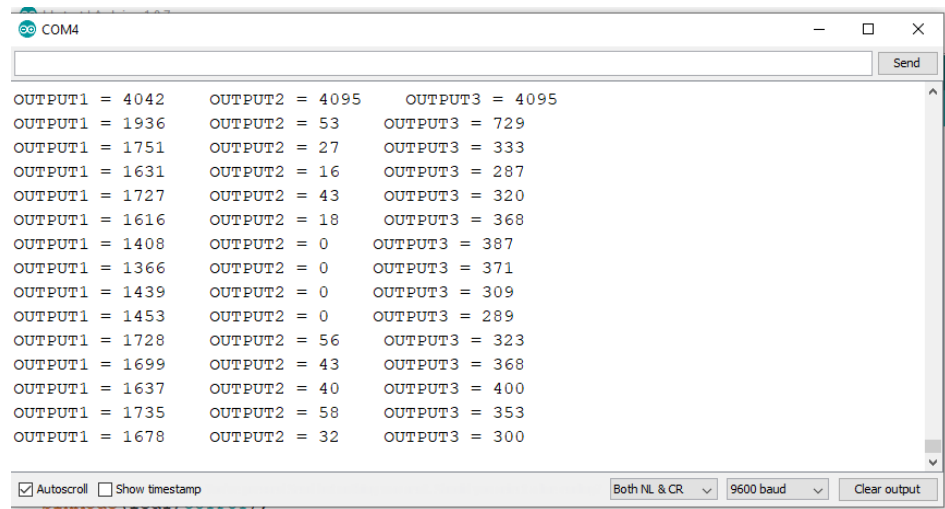 COM4
Send
OUTPUT1 = 4042 OUTPUT2 = 4095 OUTPUT3 = 4095
OUTPUT1 = 1936 OUTPUT2 = 53 OUTPUT3 = 729
OUTPUT1 = 1751 OUTPUT2 = 27 OUTPUT3 = 333
OUTPUT1 = 1631 OUTPUT2 = 16 OUTPUT3 = 287
OUTPUT1 = 1727 OUTPUT2 = 43 OUTPUT3 = 320
OUTPUT1 = 1616 OUTPUT2 = 18 OUTPUT3 = 368
OUTPUT1 = 1408 OUTPUT2 = 0 OUTPUT3 = 387
OUTPUT1 = 1366 OUTPUT2 = 0 OUTPUT3 = 371
OUTPUT1 = 1439 OUTPUT2 = 0 OUTPUT3 = 309
OUTPUT1 = 1453 OUTPUT2 = 0 OUTPUT3 = 289
OUTPUT1 = 1728 OUTPUT2 = 56 OUTPUT3 = 323
OUTPUT1 = 1699 OUTPUT2 = 43 OUTPUT3 = 368
OUTPUT1 = 1637 OUTPUT2 = 40 OUTPUT3 = 400
OUTPUT1 = 1735 OUTPUT2 = 58 OUTPUT3 = 353
OUTPUT1 = 1678 OUTPUT2 = 32 OUTPUT3 = 300
Autoscroll Show timestamp Both NL & CR 9600 baud Clear output